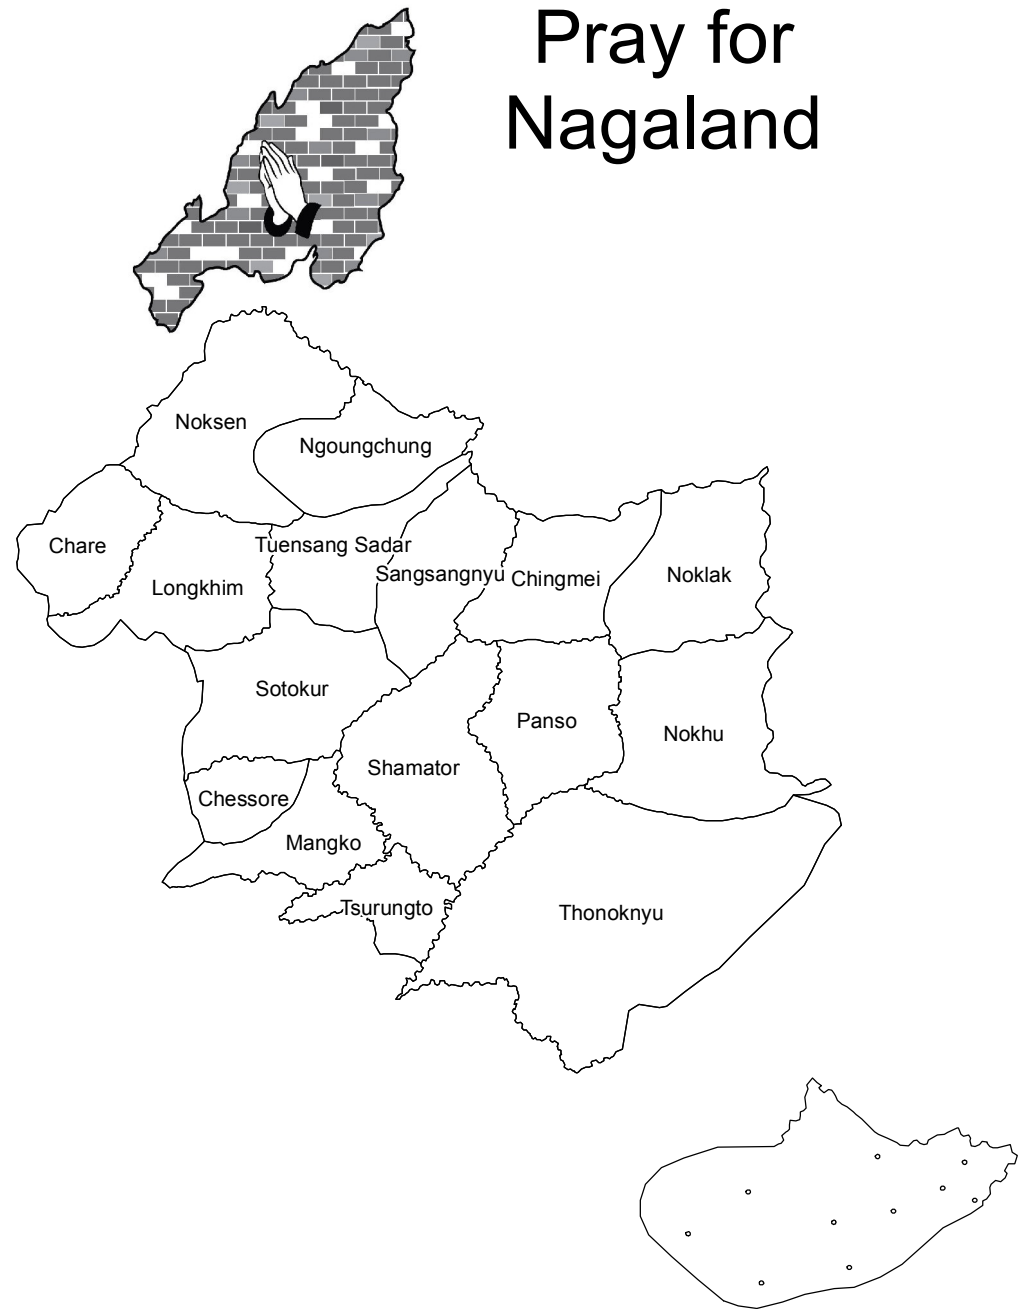 Pray for
Nagaland
Noksen
Ngoungchung
Chare
Tuensang Sadar
Longkhim
Sangsangnyu
Chingmei
Noklak
Sotokur
Panso
Nokhu
Shamator
Chessore
Mangko
Tsurungto
Thonoknyu